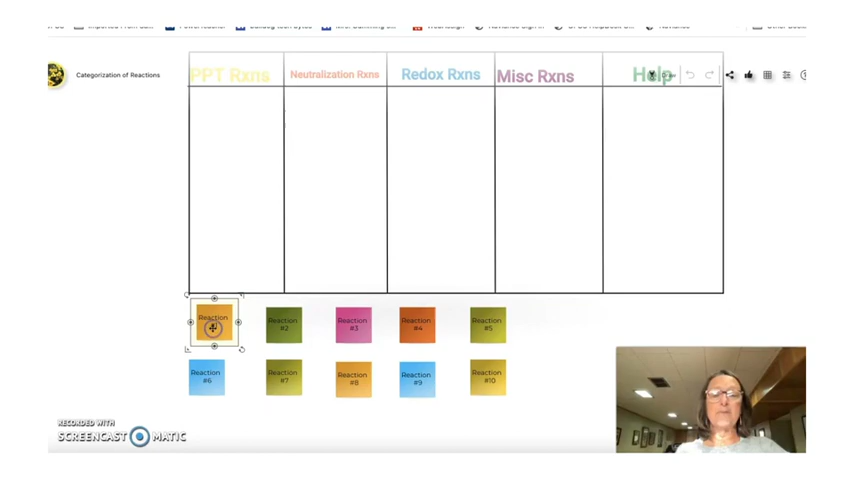 Categorization of Reactions
PPT Rxns
Neutralization Rxns
Redox Rxns
Misc Rxns
Help
Reaction
Reaction
#2
Reaction
#3
Reaction
#4
Reaction
#5
Reaction
#6
Reaction
#7
Reaction
#8
Reaction
#9
Reaction
#10
RECORDED WITH
SCREENCAST MATIC